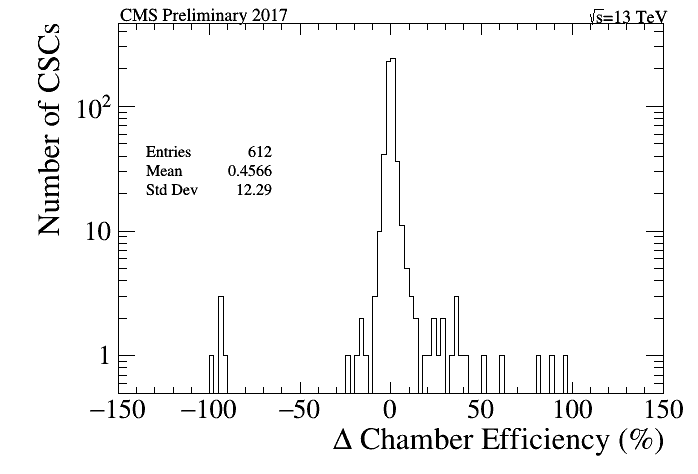 CMS Preliminary 2017
√s=13 TeV
Number of CSCs
10²
10
1
Entries 612
Mean 0.4566
Std Dev 12.29
−150 −100 −50 0 50 100 150
Δ Chamber Efficiency (%)